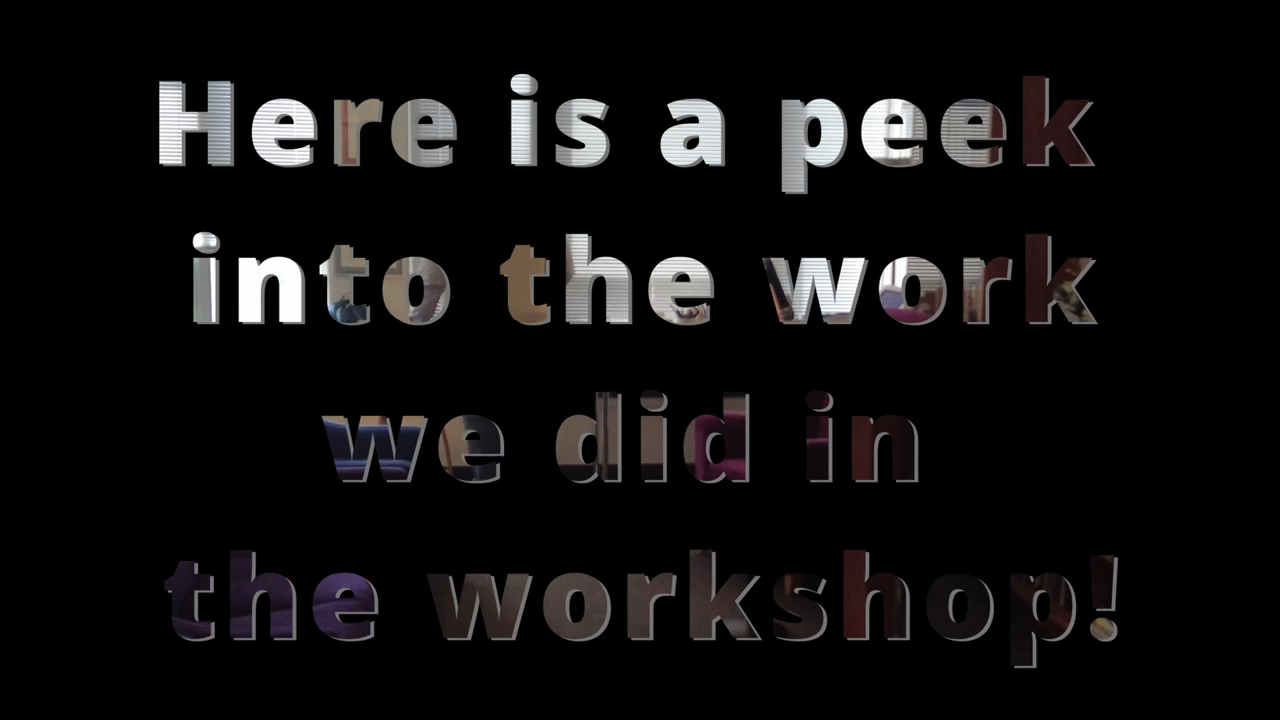 Here is a peek
into the work
we did in
the workshop!